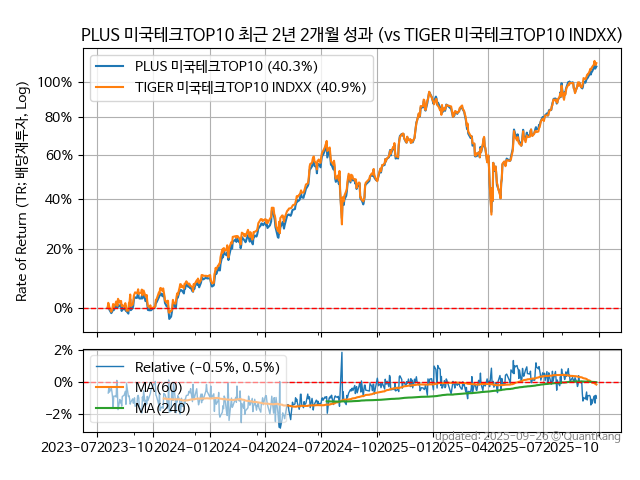 PLUS 미국테크TOP10 최근 2년 2개월 성과 (vs TIGER 미국테크TOP10 INDXX)
PLUS 미국테크TOP10 (40.3%)
TIGER 미국테크TOP10 INDXX (40.9%)
Rate of Return (TR; 배당재투자, Log)
100%
80%
60%
40%
20%
0%
2%
0%
−2%
Relative (-0.5%, 0.5%)
MA(60)
MA(240)
2023-07 2023-10 2024-01 2024-04 2024-07 2024-10 2025-01 2025-04 2025-07 2025-10
Updated: 2025-09-26 © QuantKang